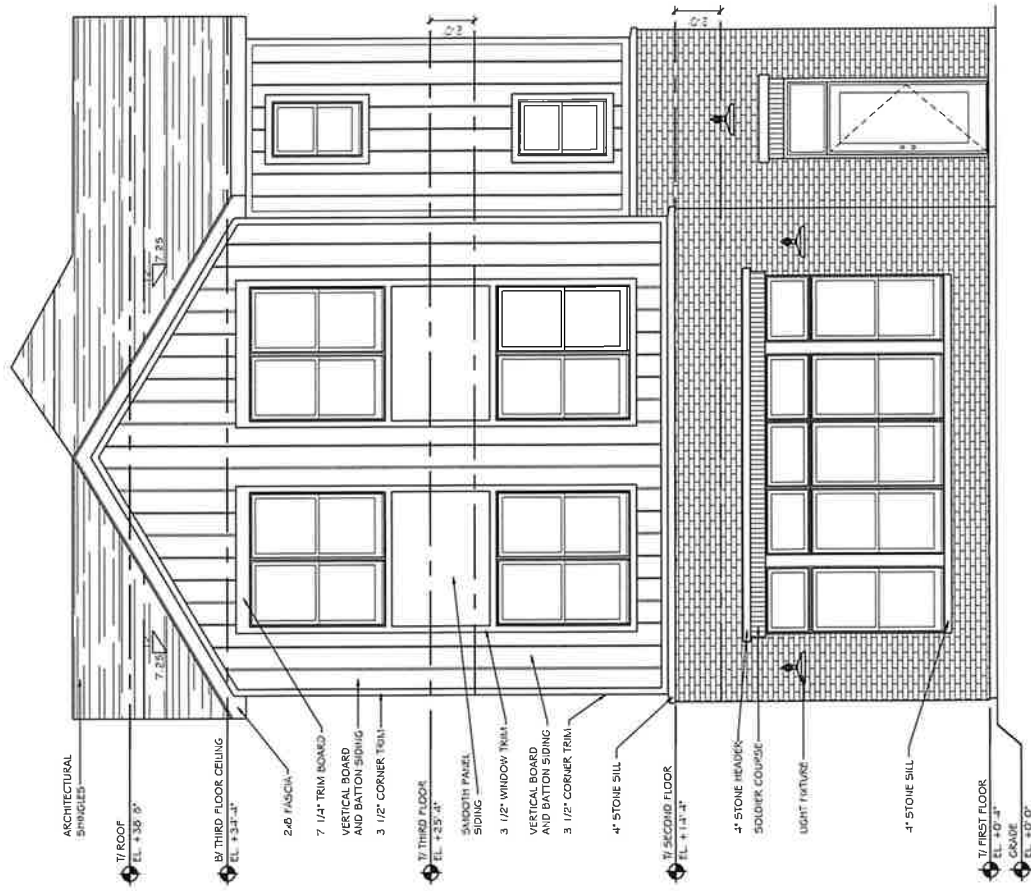 ARCHITECTURAL
SHINGLES
T/ ROOF
B/ THIRD FLOOR CEILING
EL. +34'-4"
2x8 FASCIA
7 1/4" TRIM BOARD
VERTICAL BOARD
AND BATTON SIDING
3 1/2" CORNER TRIM
T/ THIRD FLOOR
EL. +25'-4"
SMOOTH PANEL
SIDING
3 1/2" WINDOW TRIM
VERTICAL BOARD
AND BATTON SIDING
3 1/2" CORNER TRIM
4" STONE SILL
T/ SECOND FLOOR
EL. +14'-4"
4" STONE HEADER
SOLDIER COURSE
LIGHT FIXTURE
4" STONE SILL
T/ FIRST FLOOR
EL. +0'-4"
GRADE
EL. +0'-0"
7.25
12
7.25